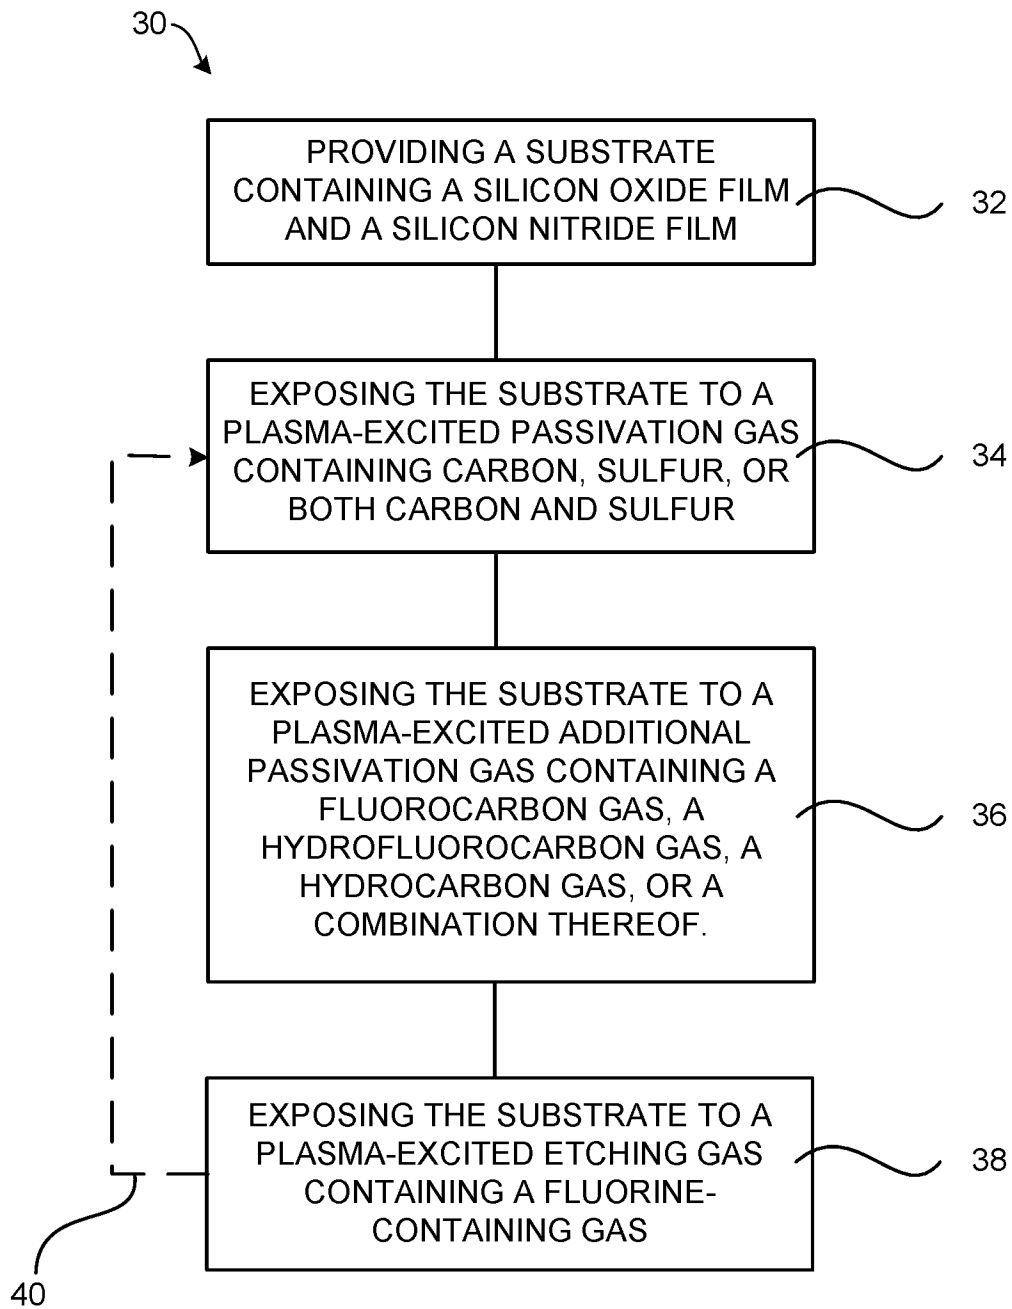 30
PROVIDING A SUBSTRATE
CONTAINING A SILICON OXIDE FILM
AND A SILICON NITRIDE FILM
32
EXPOSING THE SUBSTRATE TO A
PLASMA-EXCITED PASSIVATION GAS
CONTAINING CARBON, SULFUR, OR
BOTH CARBON AND SULFUR
34
EXPOSING THE SUBSTRATE TO A
PLASMA-EXCITED ADDITIONAL
PASSIVATION GAS CONTAINING A
FLUOROCARBON GAS, A
HYDROFLUOROCARBON GAS, A
HYDROCARBON GAS, OR A
COMBINATION THEREOF.
36
EXPOSING THE SUBSTRATE TO A
PLASMA-EXCITED ETCHING GAS
CONTAINING A FLUORINE-
CONTAINING GAS
38
40